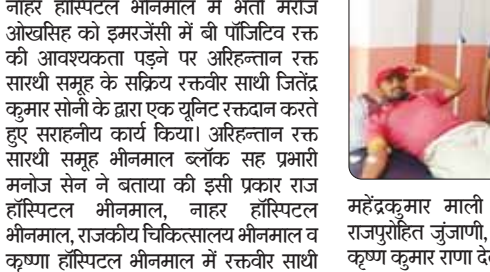 नाहर हॉस्पिटल भीनमाल में भर्ती मरीज
ओखसिह को इमरजेंसी में बी पॉजिटिव रक्त
की आवश्यकता पड़ने पर अरिहन्तान रक्त
सारथी समूह के सक्रिय रक्तवीर साथी जितेंद्र
कुमार सोनी के द्वारा एक यूनिट रक्तदान करते
हुए सराहनीय कार्य किया। अरिहन्तान रक्त
सारथी समूह भीनमाल ब्लॉक सह प्रभारी
मनोज सेन ने बताया की इसी प्रकार राज
हॉस्पिटल भीनमाल, नाहर हॉस्पिटल
भीनमाल, राजकीय चिकित्सालय भीनमाल व
कृष्णा हॉस्पिटल भीनमाल में रक्तवीर साथी
महेंद्रकुमार माली
राजपुरोहित जुंजाणी,
कृष्ण कुमार राणा